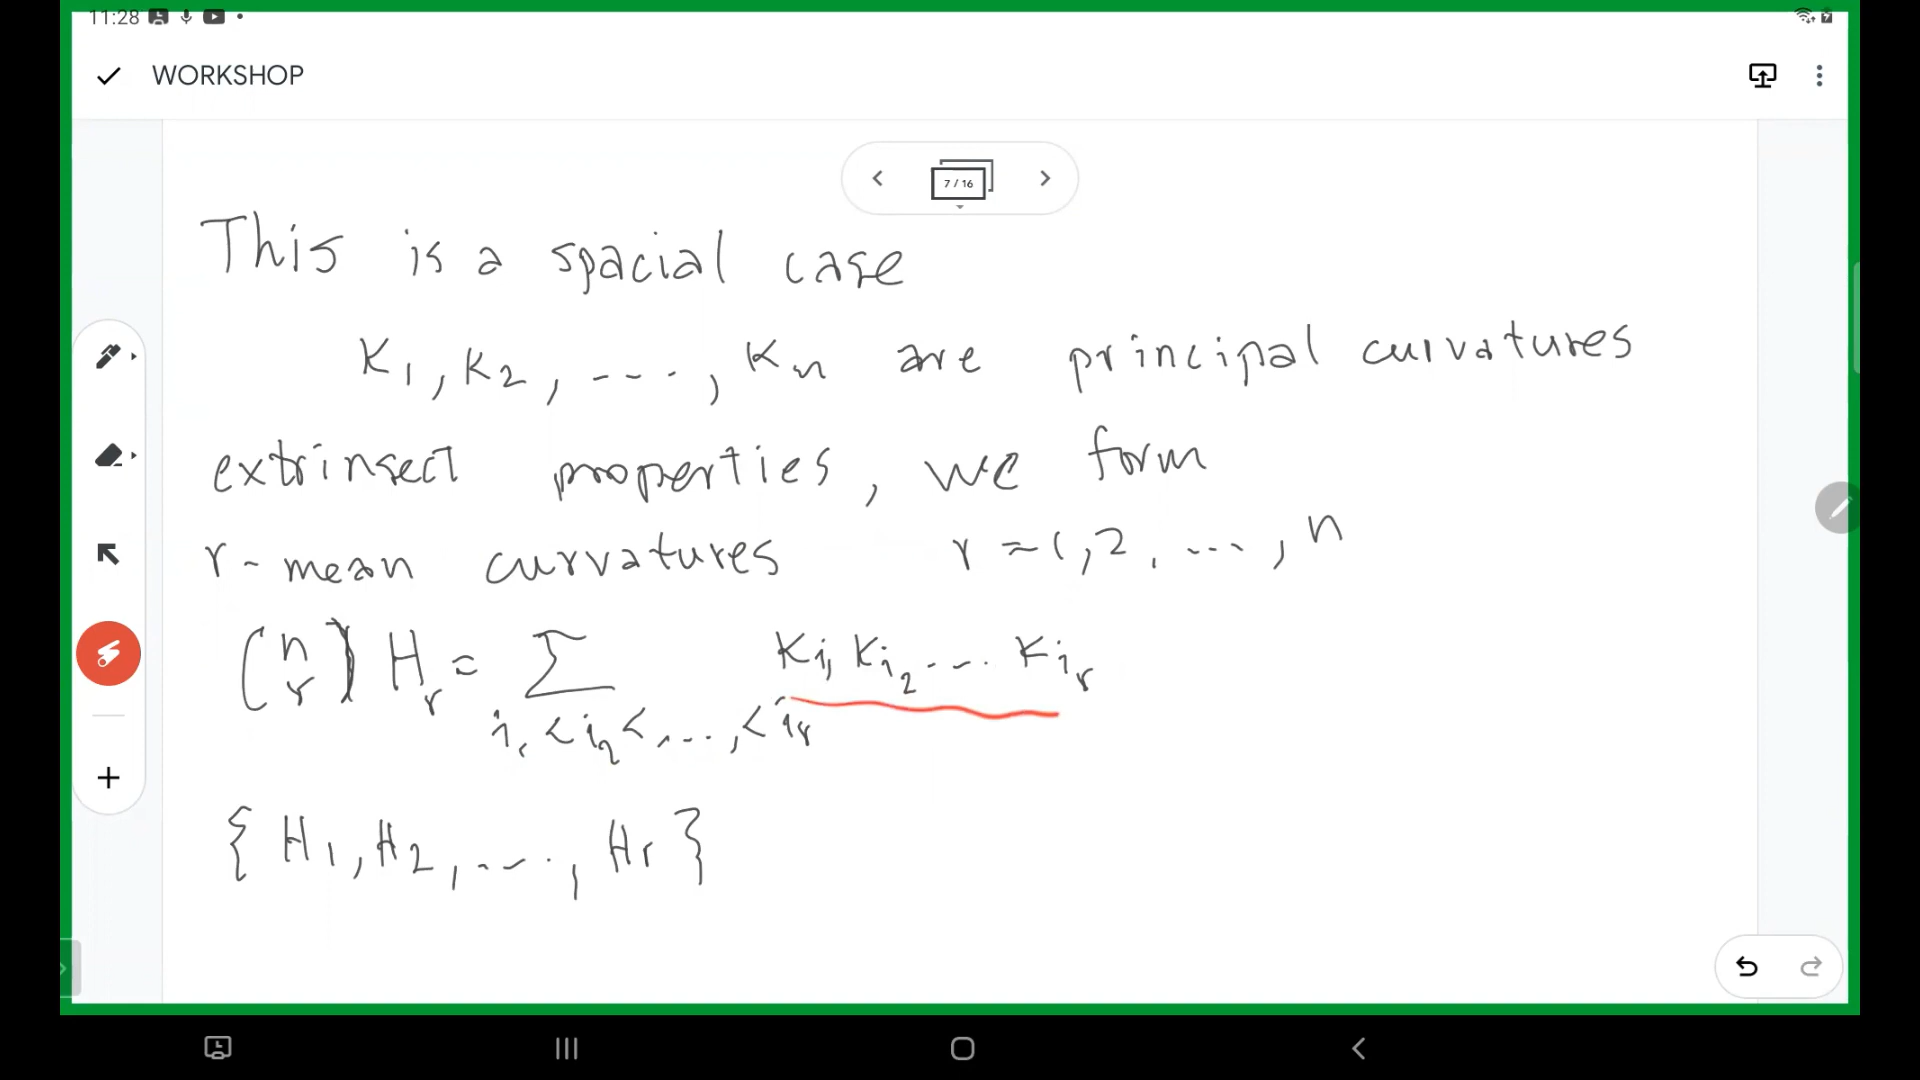 11:28
WORKSHOP
7 / 16
This is a spacial case
K₁, K₂, ---., Kn are principal curvatures
extrinsect properties, we form
r-mean curvatures r = 1, 2, ..., n
(n r) Hᵣ = Σ Ki₁ Ki₂ ... Kiᵣ
i₁ < i₂ < , ..., < iᵣ
{ H₁, H₂, ..., Hr }